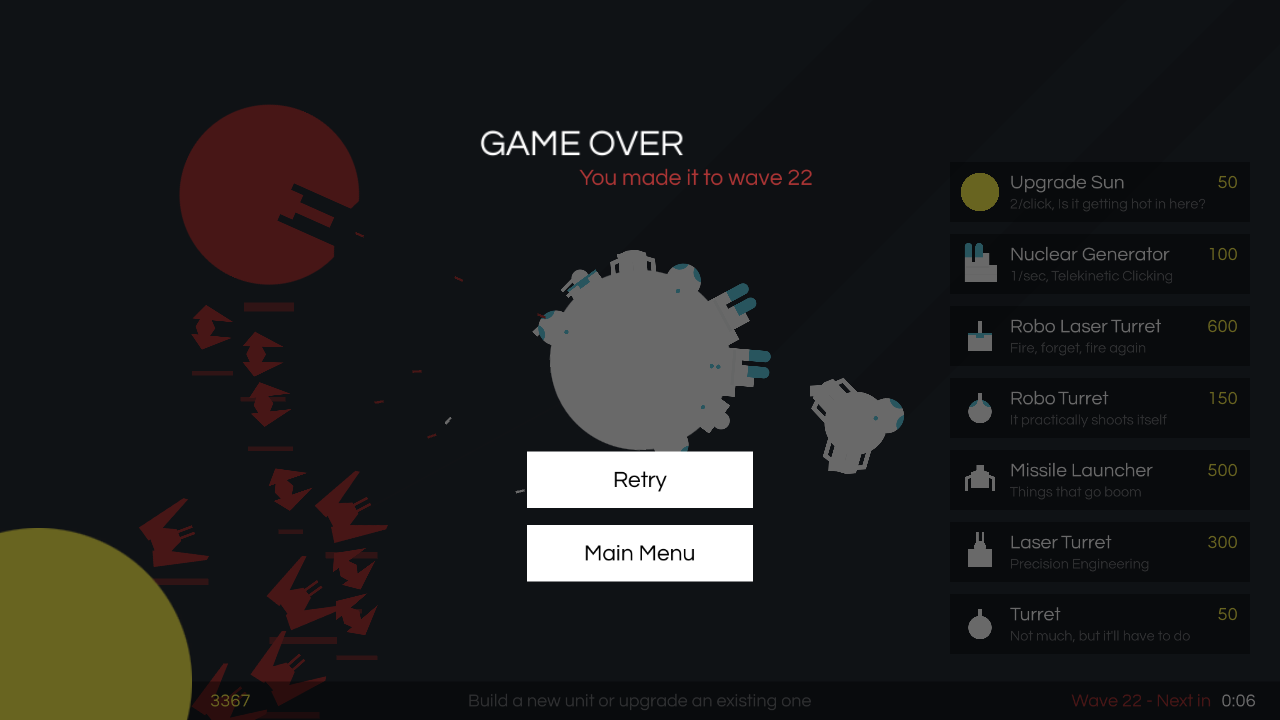 GAME OVER
You made it to wave 22
Upgrade Sun 50
2/click, Is it getting hot in here?
Nuclear Generator 100
1/sec, Telekinetic Clicking
Robo Laser Turret 600
Fire, forget, fire again
Robo Turret 150
It practically shoots itself
Missile Launcher 500
Things that go boom
Laser Turret 300
Precision Engineering
Turret 50
Not much, but it'll have to do
Retry
Main Menu
3367 Build a new unit or upgrade an existing one Wave 22 - Next in 0:06